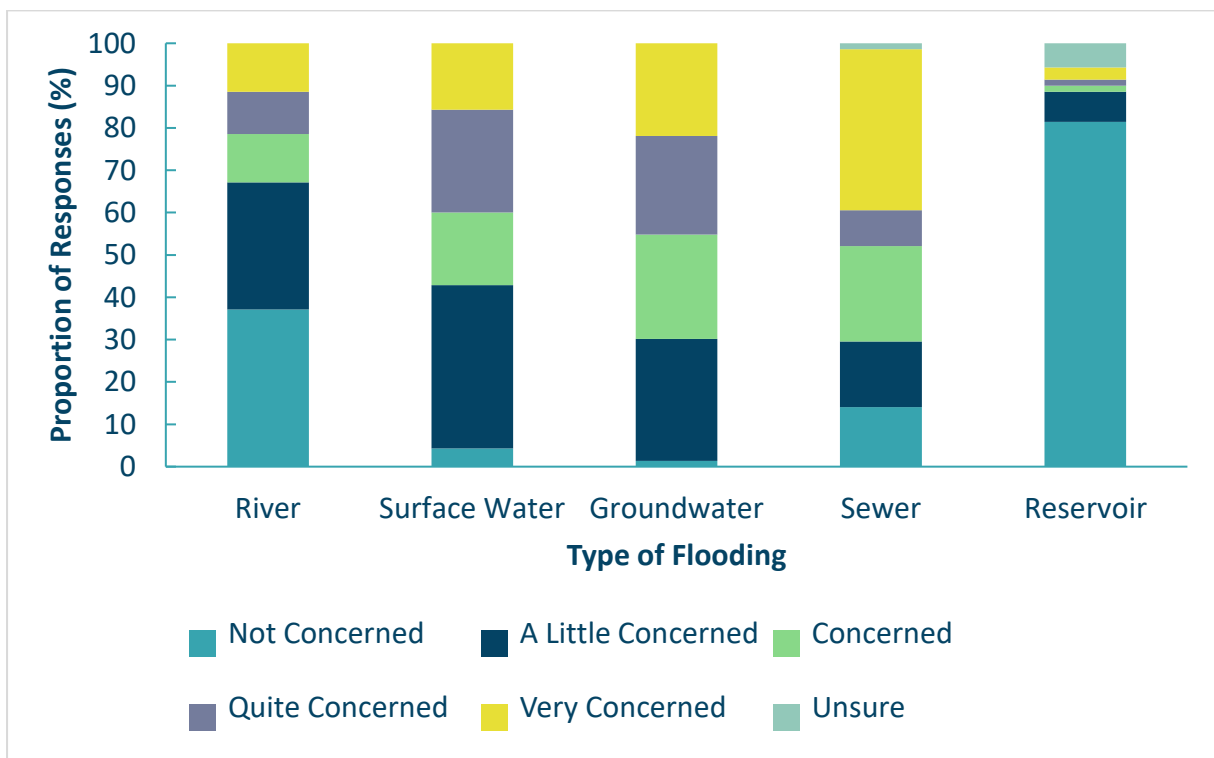 Proportion of Responses (%)
100
90
80
70
60
50
40
30
20
10
0
River Surface Water Groundwater Sewer Reservoir
Type of Flooding
Not Concerned A Little Concerned Concerned
Quite Concerned Very Concerned Unsure